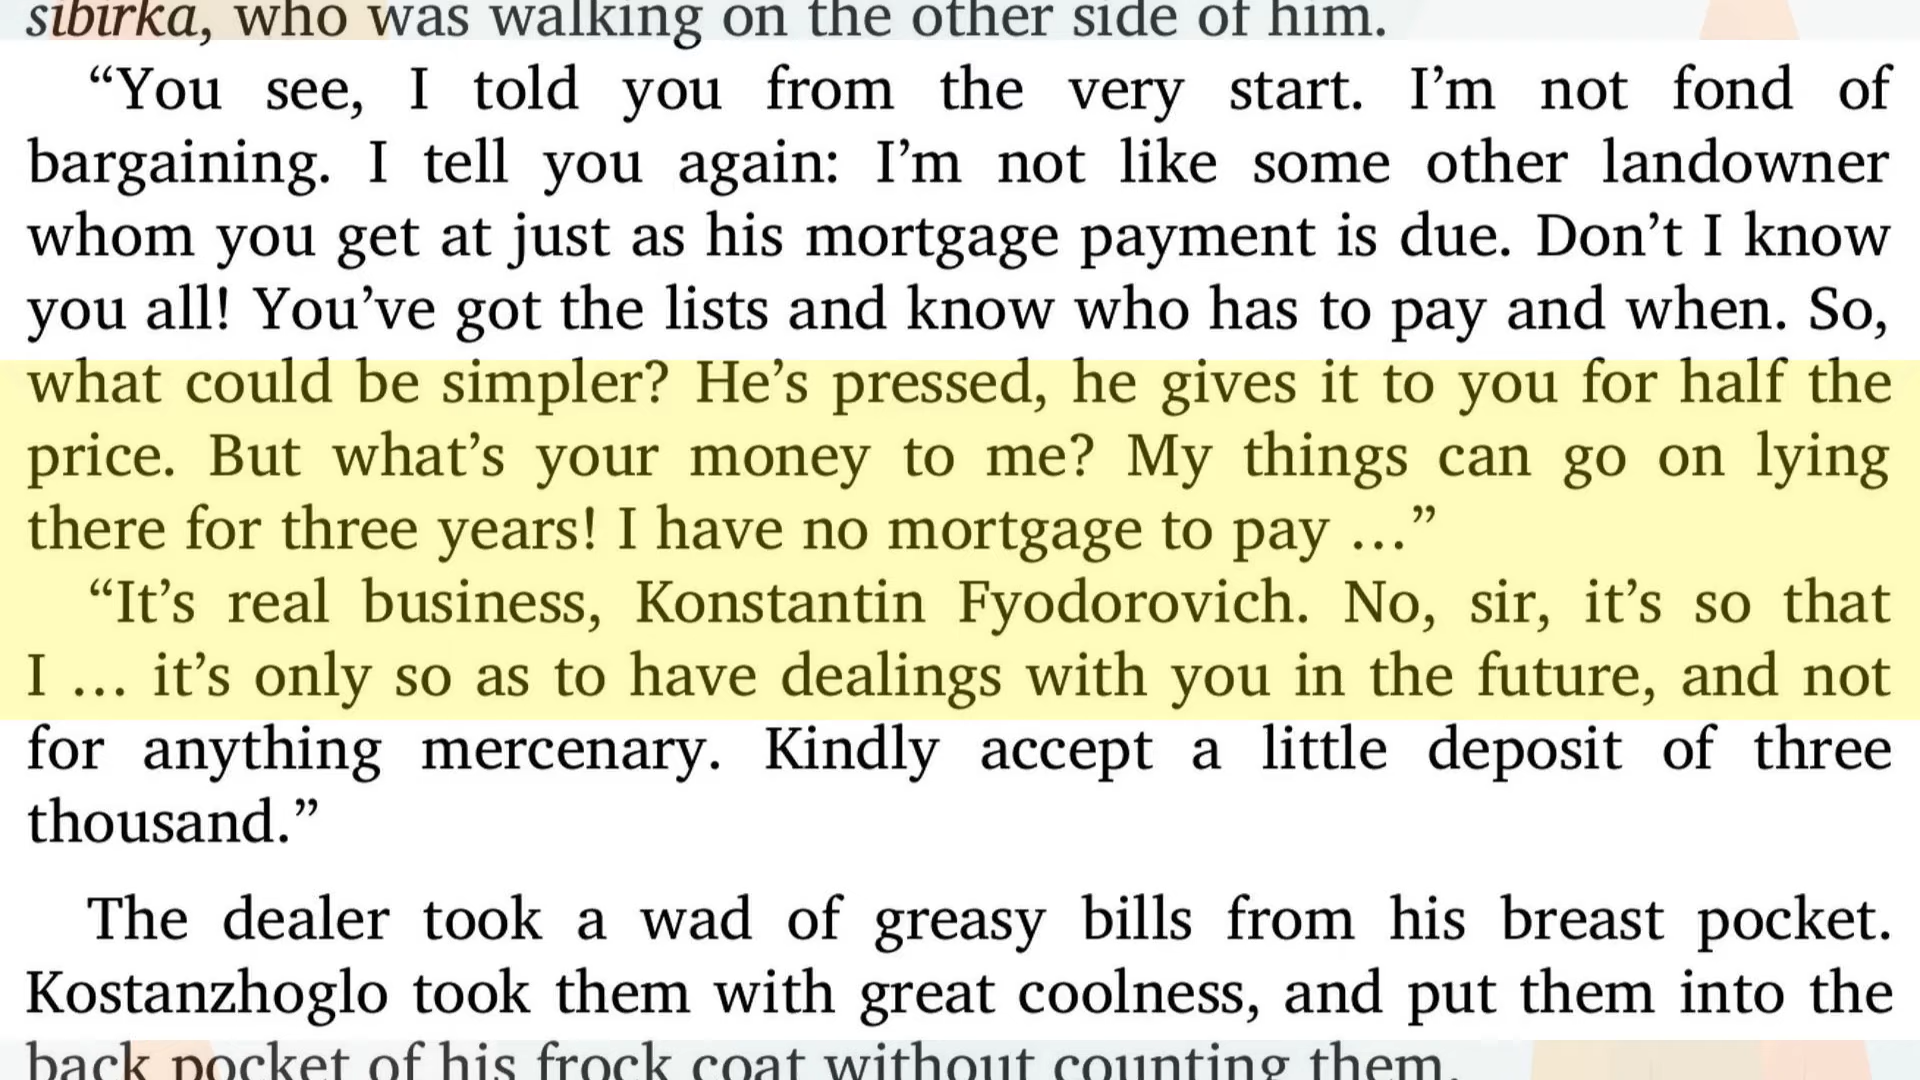 sibirka, who was walking on the other side of him.
“You see, I told you from the very start. I’m not fond of
bargaining. I tell you again: I’m not like some other landowner
whom you get at just as his mortgage payment is due. Don’t I know
you all! You’ve got the lists and know who has to pay and when. So,
what could be simpler? He’s pressed, he gives it to you for half the
price. But what’s your money to me? My things can go on lying
there for three years! I have no mortgage to pay …”
“It’s real business, Konstantin Fyodorovich. No, sir, it’s so that
I … it’s only so as to have dealings with you in the future, and not
for anything mercenary. Kindly accept a little deposit of three
thousand.”
The dealer took a wad of greasy bills from his breast pocket.
Kostanzhoglo took them with great coolness, and put them into the
back pocket of his frock coat without counting them.